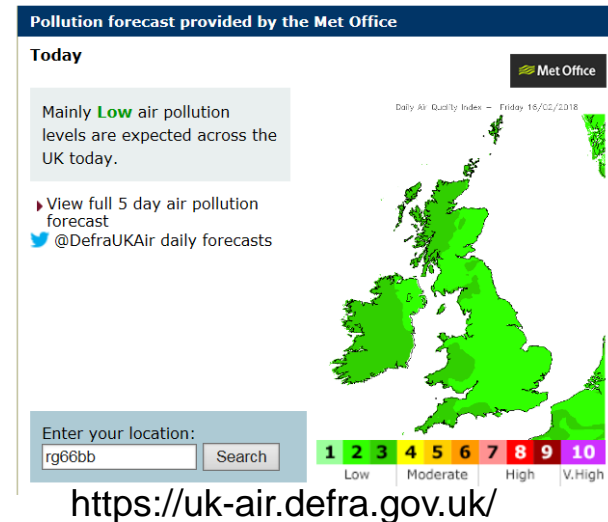 Pollution forecast provided by the Met Office
Today
Met Office
Mainly Low air pollution
levels are expected across the
UK today.
Daily Air Quality Index - Friday 16/02/2018
View full 5 day air pollution
forecast
@DefraUKAir daily forecasts
Enter your location:
rg66bb
Search
1 2 3 4 5 6 7 8 9 10
Low Moderate High V.High
https://uk-air.defra.gov.uk/